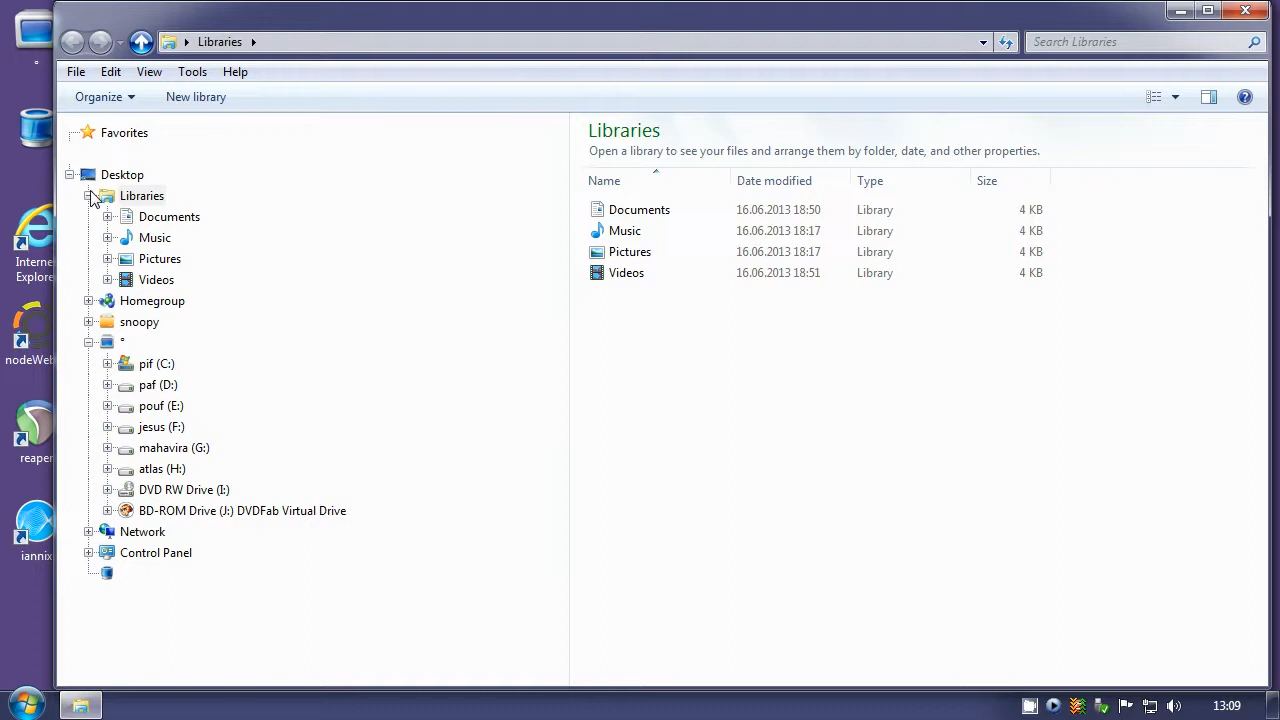 Libraries
Search Libraries
File Edit View Tools Help
Organize New library
Favorites
Desktop
Libraries
Documents
Music
Pictures
Videos
Homegroup
snoopy
°
pif (C:)
paf (D:)
pouf (E:)
jesus (F:)
mahavira (G:)
atlas (H:)
DVD RW Drive (I:)
BD-ROM Drive (J:) DVDFab Virtual Drive
Network
Control Panel
Libraries
Open a library to see your files and arrange them by folder, date, and other properties.
Name Date modified Type Size
Documents 16.06.2013 18:50 Library 4 KB
Music 16.06.2013 18:17 Library 4 KB
Pictures 16.06.2013 18:17 Library 4 KB
Videos 16.06.2013 18:51 Library 4 KB
°
Interne
Explore
nodeWeb
reaper
iannix
13:09